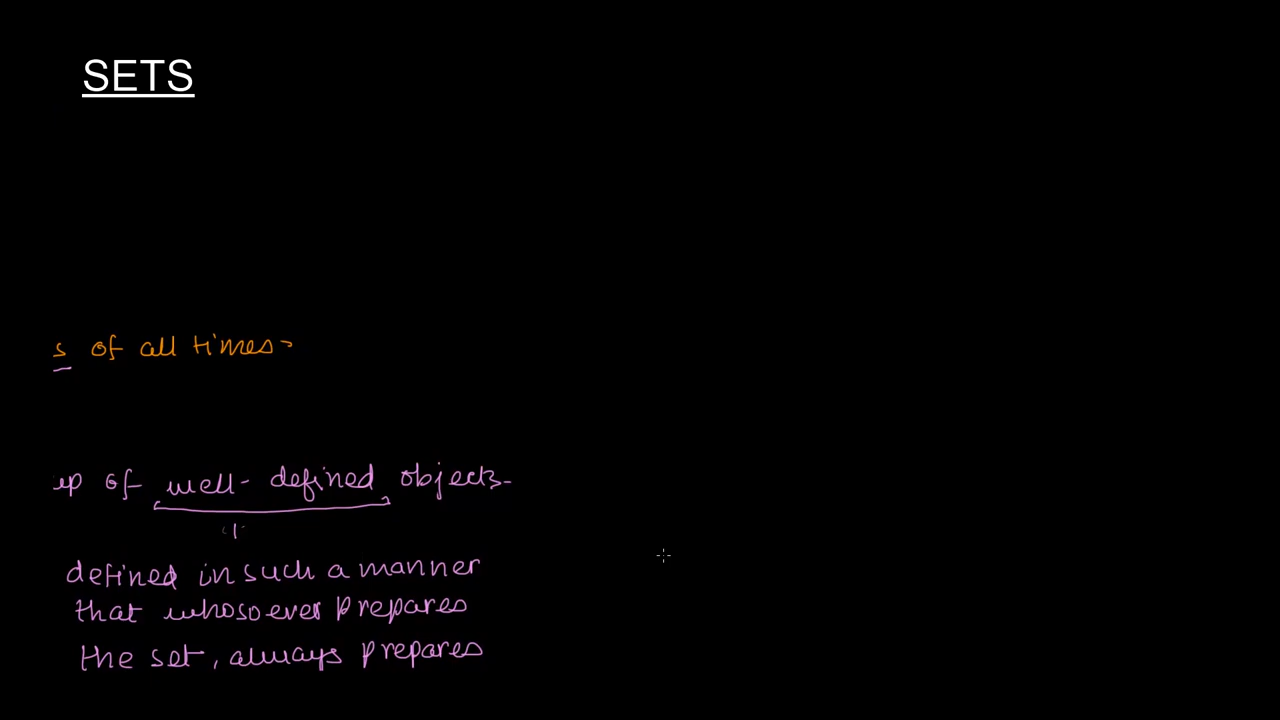 SETS
s of all times-
up of well-defined objects-
defined in such a manner
that whosoever prepares
the set, always prepares